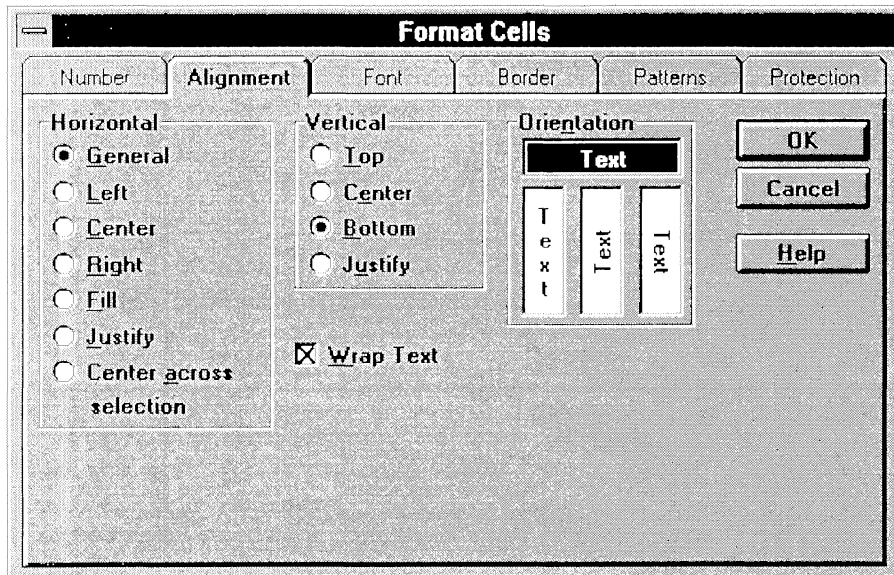 Format Cells
Number Alignment Font Border Patterns Protection
Horizontal
General
Left
Center
Right
Fill
Justify
Center across
selection
Vertical
Top
Center
Bottom
Justify
Wrap Text
Orientation
Text
Text
Text
Text
OK
Cancel
Help